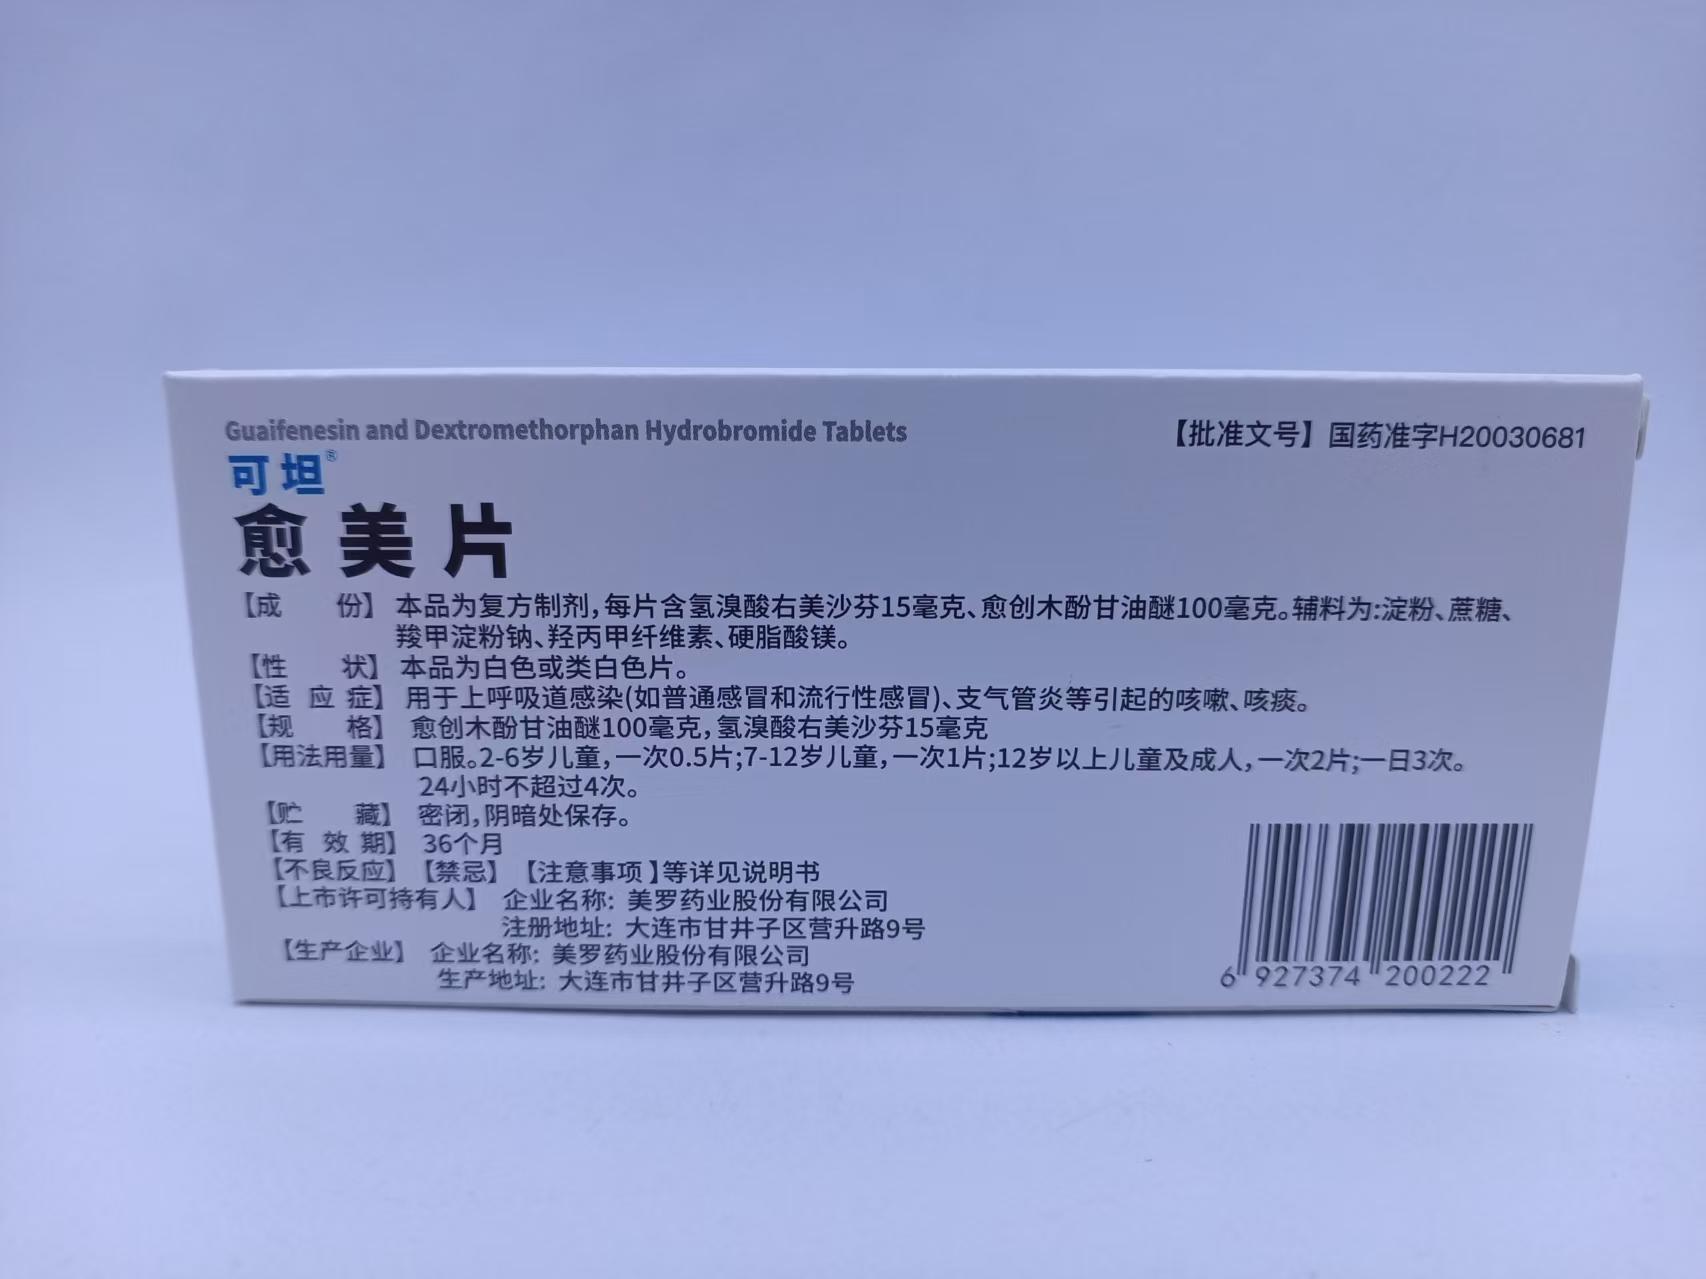 Guaifenesin and Dextromethorphan Hydrobromide Tablets
【批准文号】国药准字H20030681
可坦®
愈美片
【成 份】本品为复方制剂,每片含氢溴酸右美沙芬15毫克、愈创木酚甘油醚100毫克。辅料为:淀粉、蔗糖、
羧甲淀粉钠、羟丙甲纤维素、硬脂酸镁。
【性 状】本品为白色或类白色片。
【适 应 症】用于上呼吸道感染(如普通感冒和流行性感冒)、支气管炎等引起的咳嗽、咳痰。
【规 格】愈创木酚甘油醚100毫克,氢溴酸右美沙芬15毫克
【用法用量】口服。2-6岁儿童,一次0.5片;7-12岁儿童,一次1片;12岁以上儿童及成人,一次2片;一日3次。
24小时不超过4次。
【贮 藏】密闭,阴暗处保存。
【有 效 期】36个月
【不良反应】【禁忌】【注意事项】等详见说明书
【上市许可持有人】企业名称: 美罗药业股份有限公司
注册地址: 大连市甘井子区营升路9号
【生产企业】企业名称: 美罗药业股份有限公司
生产地址: 大连市甘井子区营升路9号
6 927374 200222